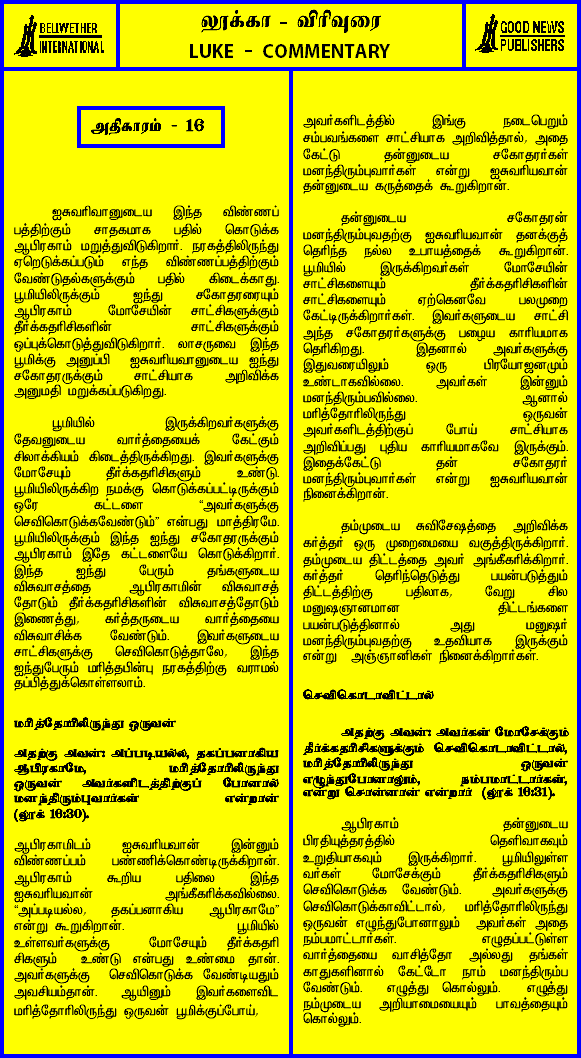 BELWETHER
INTERNATIONAL
லூக்கா - விரிவுரை
LUKE - COMMENTARY
GOOD NEWS
PUBLISHERS
அதிகாரம் - 16
ஐசுவரிவானுடைய இந்த விண்ணப்
பத்திற்கும் சாதகமாக பதில் கொடுக்க
ஆபிரகாம் மறுத்துவிடுகிறார். நரகத்திலிருந்து
ஏறெடுக்கப்படும் எந்த விண்ணப்பத்திற்கும்
வேண்டுதல்களுக்கும் பதில் கிடைக்காது.
பூமியிலிருக்கும் ஐந்து சகோதரரையும்
ஆபிரகாம் மோசேயின் சாட்சிகளுக்கும்
தீர்க்கதரிசிகளின் சாட்சிகளுக்கும்
ஒப்புக்கொடுத்துவிடுகிறார். லாசருவை இந்த
பூமிக்கு அனுப்பி ஐசுவரியவானுடைய ஐந்து
சகோதரருக்கும் சாட்சியாக அறிவிக்க
அனுமதி மறுக்கப்படுகிறது.
பூமியில் இருக்கிறவர்களுக்கு
தேவனுடைய வார்த்தையைக் கேட்கும்
சிலாக்கியம் கிடைத்திருக்கிறது. இவர்களுக்கு
மோசேயும் தீர்க்கதரிசிகளும் உண்டு.
பூமியிலிருக்கிற நமக்கு கொடுக்கப்பட்டிருக்கும்
ஒரே கட்டளை “அவர்களுக்கு
செவிகொடுக்கவேண்டும்” என்பது மாத்திரமே.
பூமியிலிருக்கும் இந்த ஐந்து சகோதரருக்கும்
ஆபிரகாம் இதே கட்டளையே கொடுக்கிறார்.
இந்த ஐந்து பேரும் தங்களுடைய
விசுவாசத்தை ஆபிரகாமின் விசுவாசத்
தோடும் தீர்க்கதரிசிகளின் விசுவாசத்தோடும்
இணைத்து, கர்த்தருடைய வார்த்தையை
விசுவாசிக்க வேண்டும். இவர்களுடைய
சாட்சிகளுக்கு செவிகொடுத்தாலே, இந்த
ஐந்துபேரும் மரித்தபின்பு நரகத்திற்கு வராமல்
தப்பித்துக்கொள்ளலாம்.
மரித்தோரிலிருந்து ஒருவன்
அதற்கு அவன்: அப்படியல்ல, தகப்பனாகிய
ஆபிரகாமே, மரித்தோரிலிருந்து
ஒருவன் அவர்களிடத்திற்குப் போனால்
மனந்திரும்புவார்கள் என்றான்
(லூக் 16:30).
ஆபிரகாமிடம் ஐசுவரியவான் இன்னும்
விண்ணப்பம் பண்ணிக்கொண்டிருக்கிறான்.
ஆபிரகாம் கூறிய பதிலை இந்த
ஐசுவரியவான் அங்கீகரிக்கவில்லை.
“அப்படியல்ல, தகப்பனாகிய ஆபிரகாமே”
என்று கூறுகிறான். பூமியில்
உள்ளவர்களுக்கு மோசேயும் தீர்க்கதரி
சிகளும் உண்டு என்பது உண்மை தான்.
அவர்களுக்கு செவிகொடுக்க வேண்டியதும்
அவசியம்தான். ஆயினும் இவர்களைவிட
மரித்தோரிலிருந்து ஒருவன் பூமிக்குப்போய்,
அவர்களிடத்தில் இங்கு நடைபெறும்
சம்பவங்களை சாட்சியாக அறிவித்தால், அதை
கேட்டு தன்னுடைய சகோதரர்கள்
மனந்திரும்புவார்கள் என்று ஐசுவரியவான்
தன்னுடைய கருத்தைக் கூறுகிறான்.
தன்னுடைய சகோதரன்
மனந்திரும்புவதற்கு ஐசுவரியவான் தனக்குத்
தெரிந்த நல்ல உபாயத்தைக் கூறுகிறான்.
பூமியில் இருக்கிறவர்கள் மோசேயின்
சாட்சிகளையும் தீர்க்கதரிசிகளின்
சாட்சிகளையும் ஏற்கெனவே பலமுறை
கேட்டிருக்கிறார்கள். இவர்களுடைய சாட்சி
அந்த சகோதரர்களுக்கு பழைய காரியமாக
தெரிகிறது. இதனால் அவர்களுக்கு
இதுவரையிலும் ஒரு பிரயோஜனமும்
உண்டாகவில்லை. அவர்கள் இன்னும்
மனந்திரும்பவில்லை. ஆனால்
மரித்தோரிலிருந்து ஒருவன்
அவர்களிடத்திற்குப் போய் சாட்சியாக
அறிவிப்பது புதிய காரியமாகவே இருக்கும்.
இதைக்கேட்டு தன் சகோதரர்
மனந்திரும்புவார்கள் என்று ஐசுவரியவான்
நினைக்கிறான்.
தம்முடைய சுவிசேஷத்தை அறிவிக்க
கர்த்தர் ஒரு முறைமையை வகுத்திருக்கிறார்.
தம்முடைய திட்டத்தை அவர் அங்கீகரிக்கிறார்.
கர்த்தர் தெரிந்தெடுத்து பயன்படுத்தும்
திட்டத்திற்கு பதிலாக, வேறு சில
மனுஷஞானமான திட்டங்களை
பயன்படுத்தினால் அது மனுஷர்
மனந்திரும்புவதற்கு உதவியாக இருக்கும்
என்று அஞ்ஞானிகள் நினைக்கிறார்கள்.
செவிகொடாவிட்டால்
அதற்கு அவன்: அவர்கள் மோசேக்கும்
தீர்க்கதரிசிகளுக்கும் செவிகொடாவிட்டால்,
மரித்தோரிலிருந்து ஒருவன்
எழுந்துபோனாலும், நம்பமாட்டார்கள்,
என்று சொன்னான் என்றார் (லூக் 16:31).
ஆபிரகாம் தன்னுடைய
பிரதியுத்தரத்தில் தெளிவாகவும்
உறுதியாகவும் இருக்கிறார். பூமியிலுள்ள
வர்கள் மோசேக்கும் தீர்க்கதரிசிகளும்
செவிகொடுக்க வேண்டும். அவர்களுக்கு
செவிகொடுக்காவிட்டால், மரித்தோரிலிருந்து
ஒருவன் எழுந்துபோனாலும் அவர்கள் அதை
நம்பமாட்டார்கள். எழுதப்பட்டுள்ள
வார்த்தையை வாசித்தோ அல்லது தங்கள்
காதுகளினால் கேட்டோ நாம் மனந்திரும்ப
வேண்டும். எழுத்து கொல்லும். எழுத்து
நம்முடைய அறியாமையையும் பாவத்தையும்
கொல்லும்.